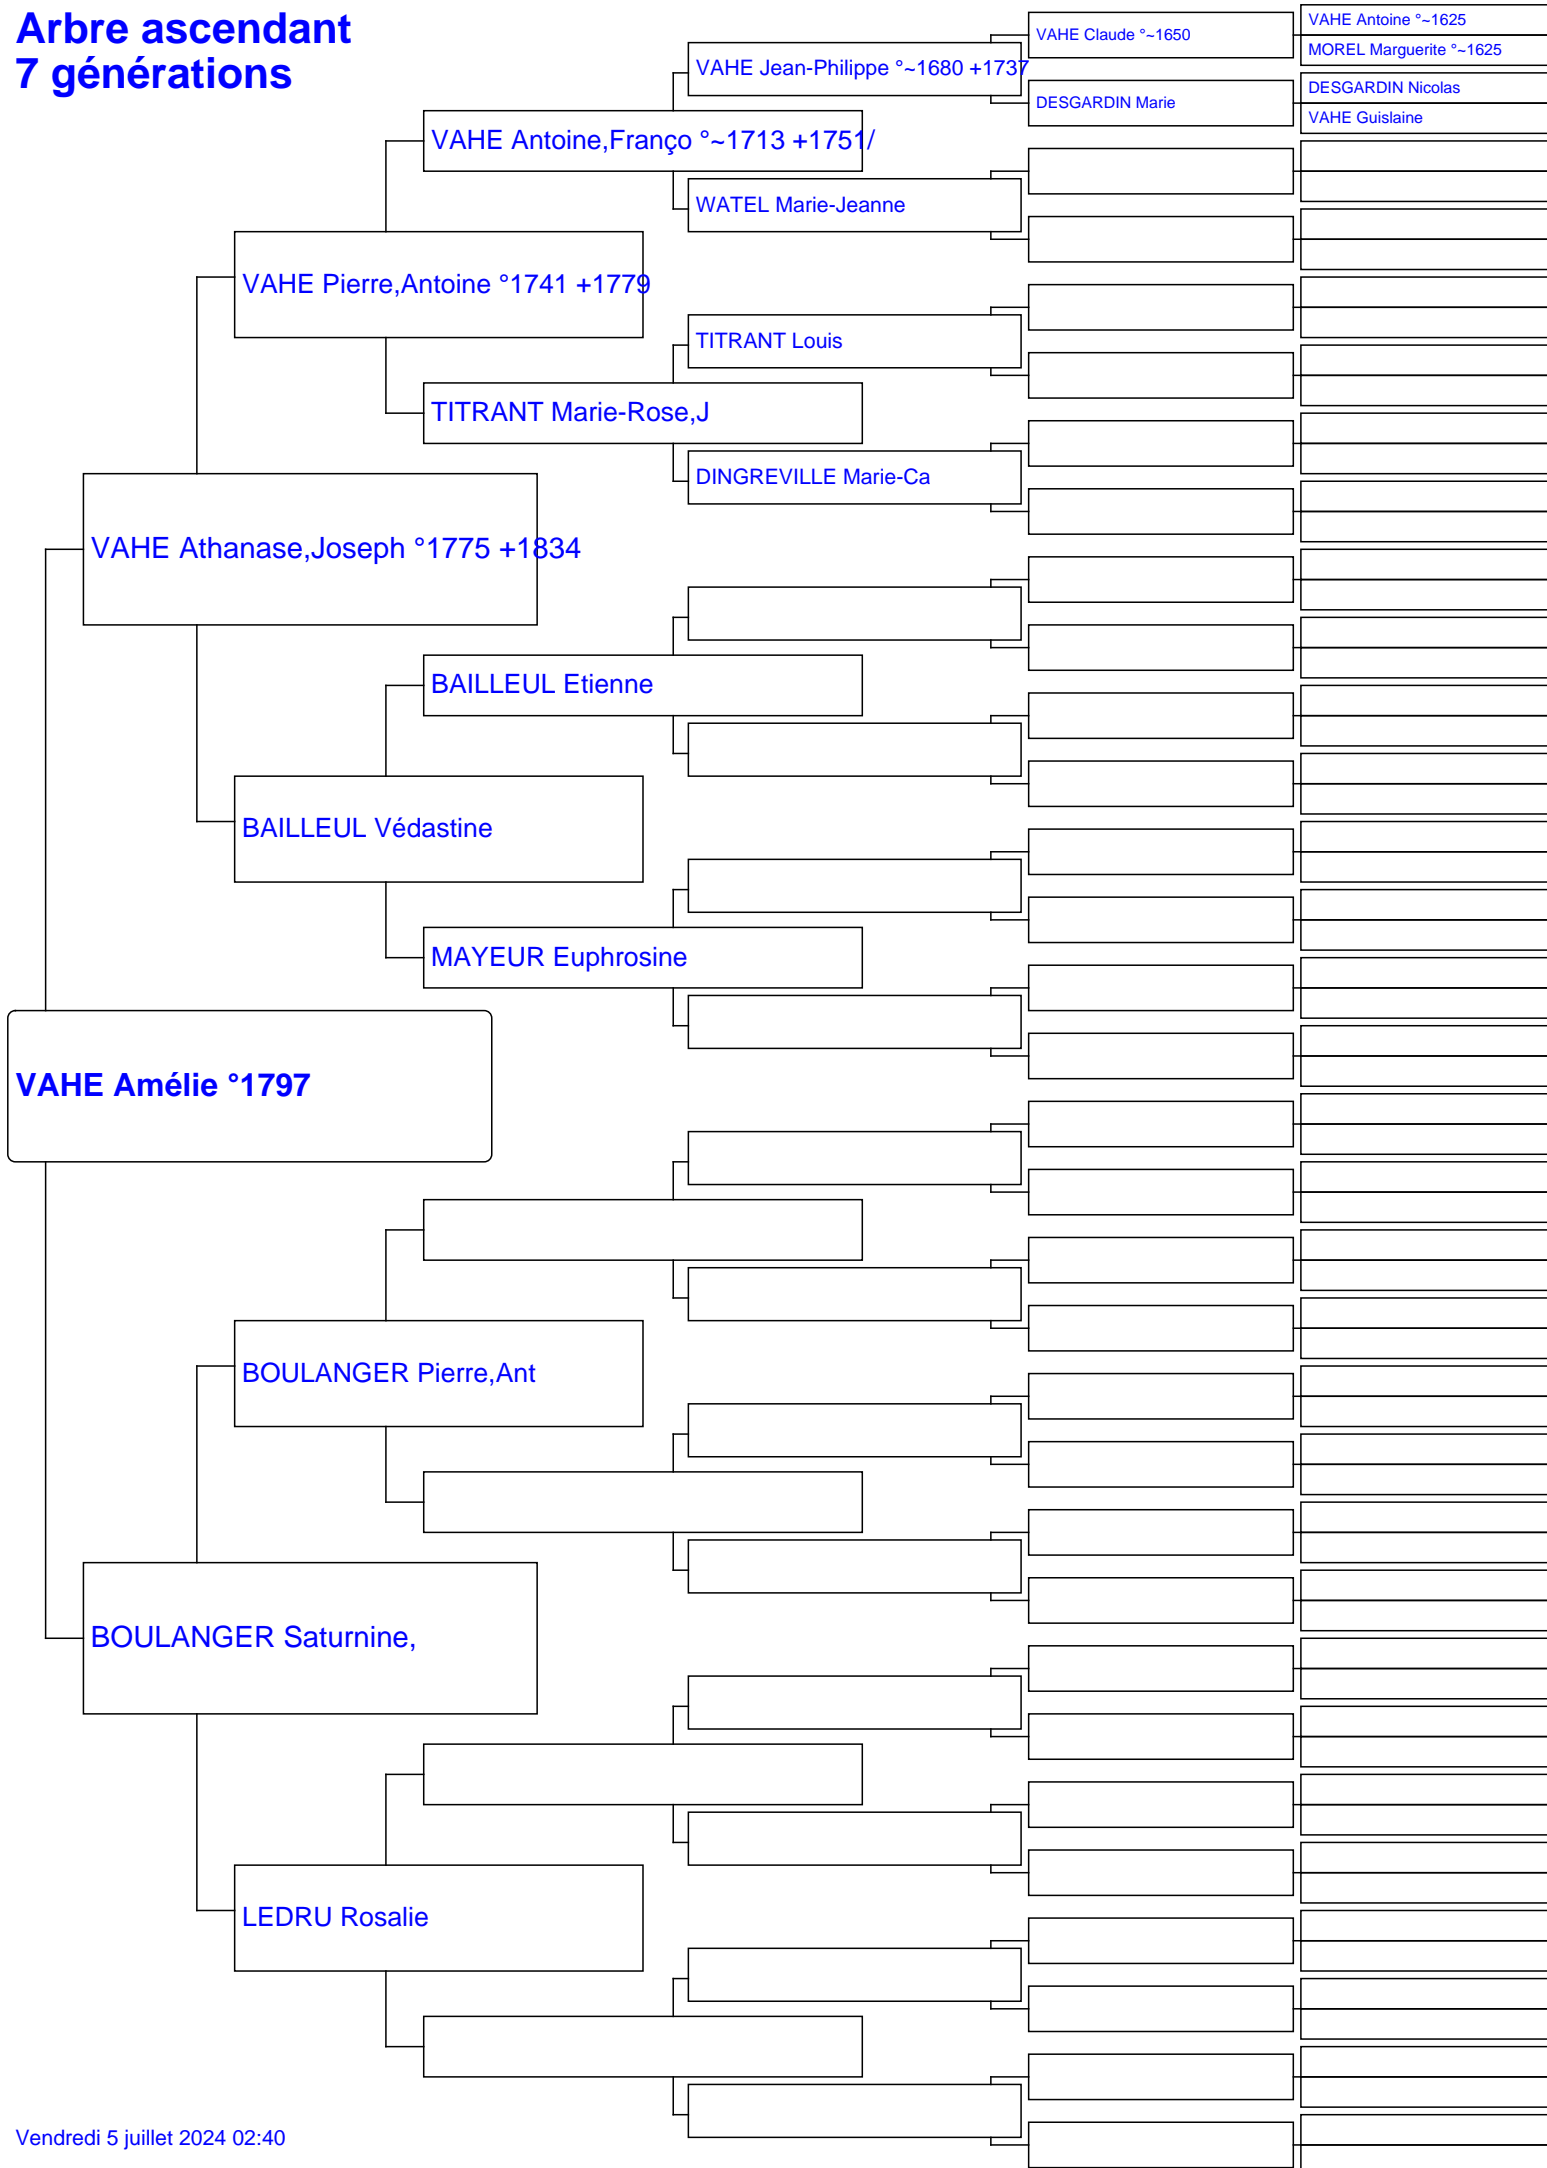 Arbre ascendant
7 générations
VAHE Antoine °~1625
VAHE Claude °~1650
MOREL Marguerite °~1625
VAHE Jean-Philippe °~1680 +1737
DESGARDIN Nicolas
DESGARDIN Marie
VAHE Guislaine
VAHE Antoine,Franço °~1713 +1751/
WATEL Marie-Jeanne
VAHE Pierre,Antoine °1741 +1779
TITRANT Louis
TITRANT Marie-Rose,J
DINGREVILLE Marie-Ca
VAHE Athanase,Joseph °1775 +1834
BAILLEUL Etienne
BAILLEUL Védastine
MAYEUR Euphrosine
VAHE Amélie °1797
BOULANGER Pierre,Ant
BOULANGER Saturnine,
LEDRU Rosalie
Vendredi 5 juillet 2024 02:40